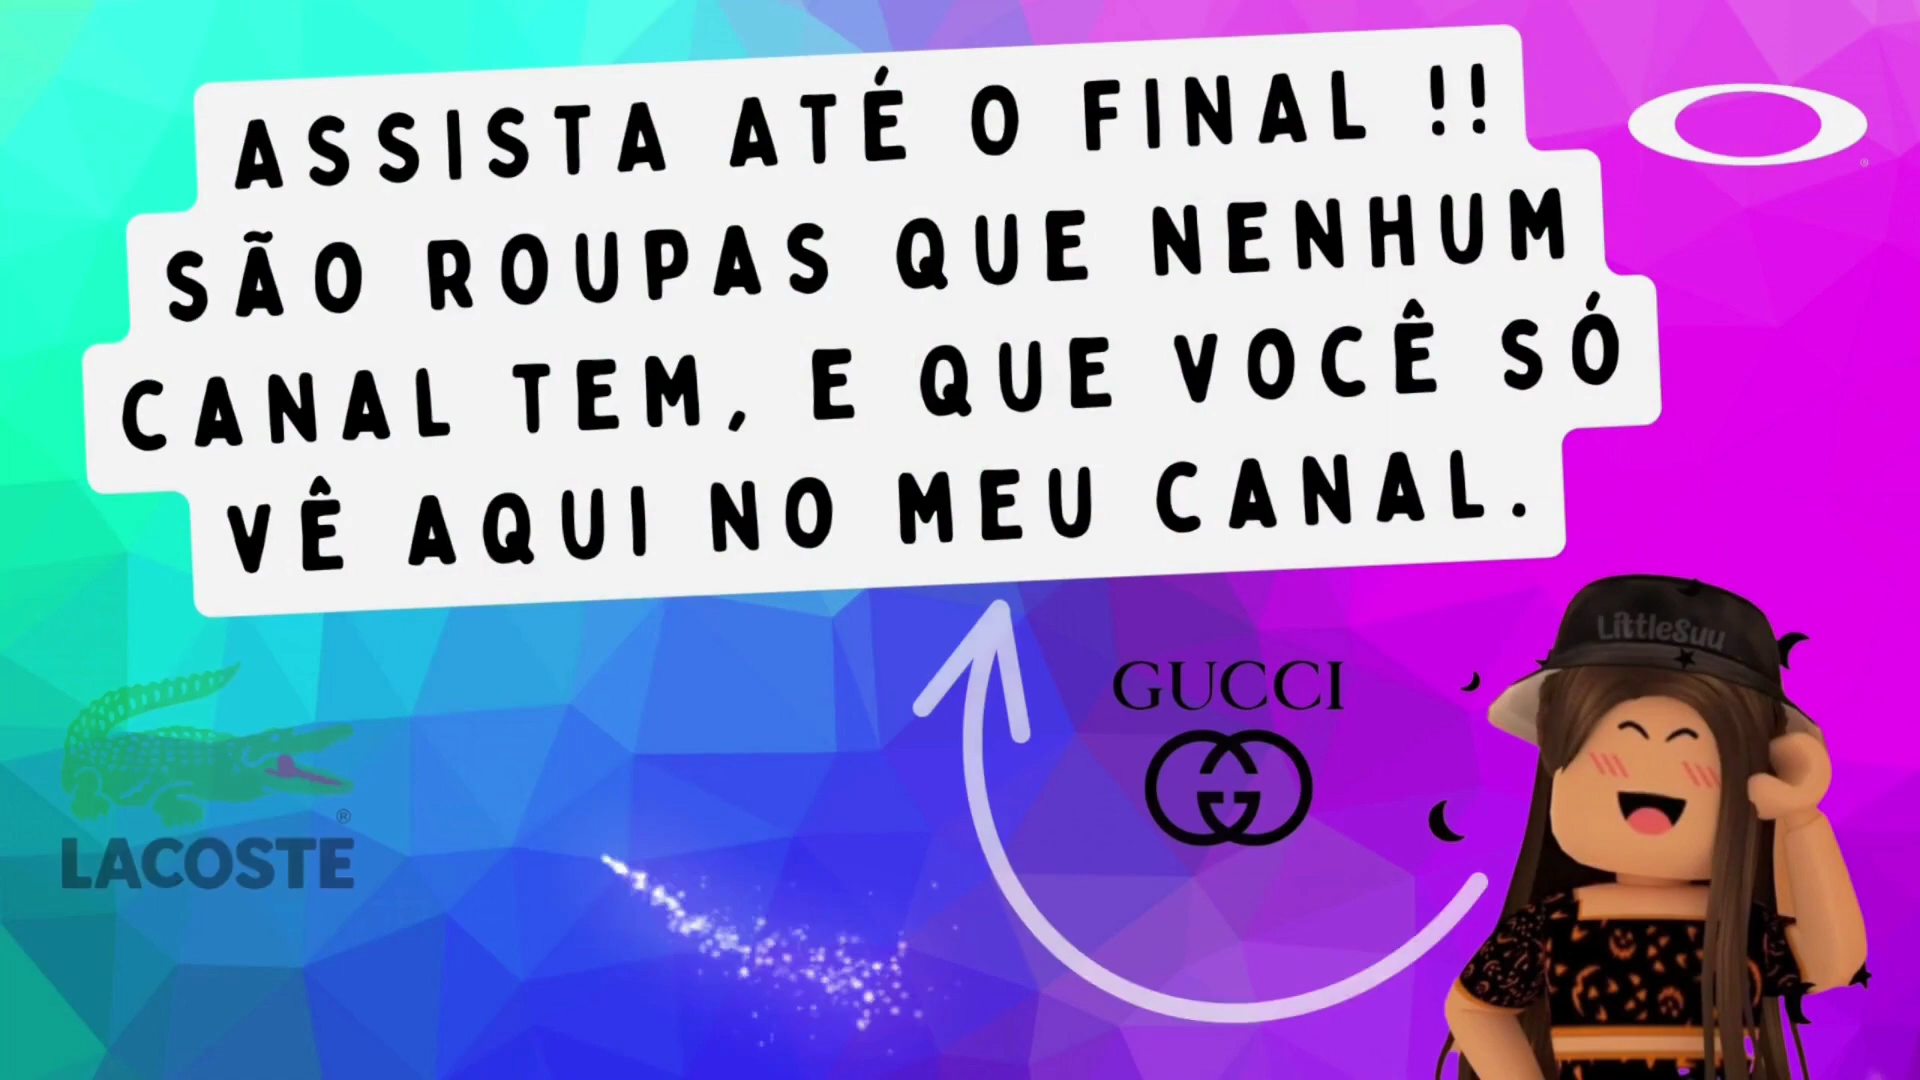 ASSISTA ATÉ O FINAL !!
SÃO ROUPAS QUE NENHUM
CANAL TEM, E QUE VOCÊ SÓ
VÊ AQUI NO MEU CANAL.
LittleSuu
GUCCI
®
LACOSTE
®